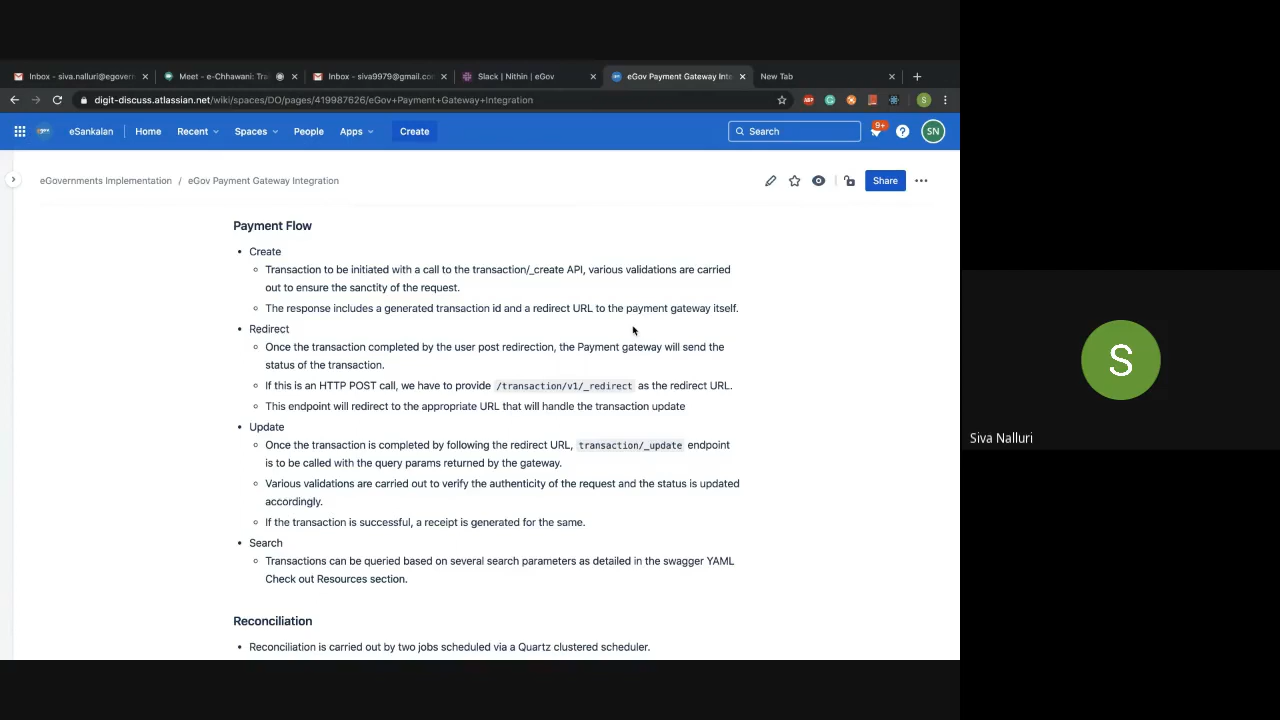 Inbox - siva.nalluri@egovern
Meet - e-Chhawani: Tra
Inbox - siva9979@gmail.co
Slack | Nithin | eGov
eGov Payment Gateway Inte
New Tab
digit-discuss.atlassian.net/wiki/spaces/DO/pages/419987626/eGov+Payment+Gateway+Integration
ABP
S
eSankalan
Home
Recent
Spaces
People
Apps
Create
Search
9+
SN
eGovernments Implementation / eGov Payment Gateway Integration
Share
Payment Flow
• Create
Transaction to be initiated with a call to the transaction/_create API, various validations are carried
out to ensure the sanctity of the request.
The response includes a generated transaction id and a redirect URL to the payment gateway itself.
• Redirect
Once the transaction completed by the user post redirection, the Payment gateway will send the
status of the transaction.
If this is an HTTP POST call, we have to provide /transaction/v1/_redirect as the redirect URL.
This endpoint will redirect to the appropriate URL that will handle the transaction update
• Update
Once the transaction is completed by following the redirect URL, transaction/_update endpoint
is to be called with the query params returned by the gateway.
Various validations are carried out to verify the authenticity of the request and the status is updated
accordingly.
If the transaction is successful, a receipt is generated for the same.
• Search
Transactions can be queried based on several search parameters as detailed in the swagger YAML
Check out Resources section.
Reconciliation
• Reconciliation is carried out by two jobs scheduled via a Quartz clustered scheduler.
S
Siva Nalluri